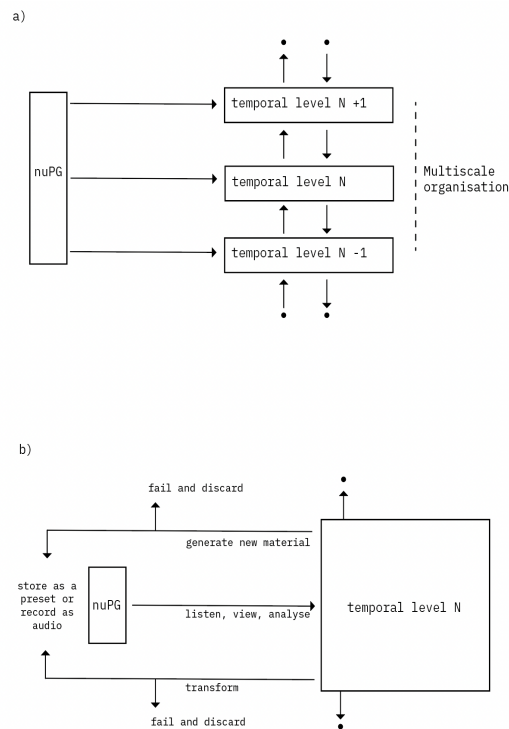 a)
temporal level N +1
nuPG
temporal level N
Multiscale
organisation
temporal level N -1
b)
fail and discard
generate new material
store as a
preset or
record as
audio
nuPG
listen, view, analyse
temporal level N
transform
fail and discard